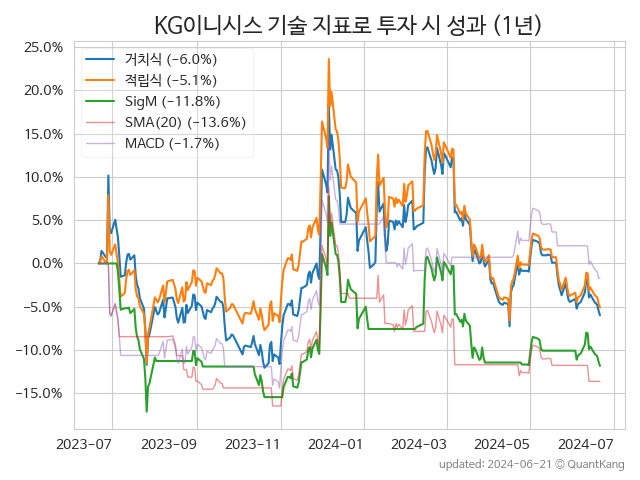 KG이니시스 기술 지표로 투자 시 성과 (1년)
25.0%
20.0%
15.0%
10.0%
5.0%
0.0%
−5.0%
−10.0%
−15.0%
거치식 (−6.0%)
적립식 (−5.1%)
SigM (−11.8%)
SMA(20) (−13.6%)
MACD (−1.7%)
2023-07 2023-09 2023-11 2024-01 2024-03 2024-05 2024-07
updated: 2024-06-21 © QuantKang